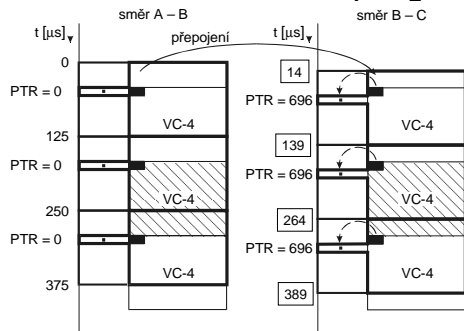 směr A – B
t [µs]
přepojení
0
PTR = 0
VC-4
125
PTR = 0
VC-4
250
PTR = 0
VC-4
375
směr B – C
t [µs]
14
PTR = 696
VC-4
139
PTR = 696
VC-4
264
PTR = 696
VC-4
389